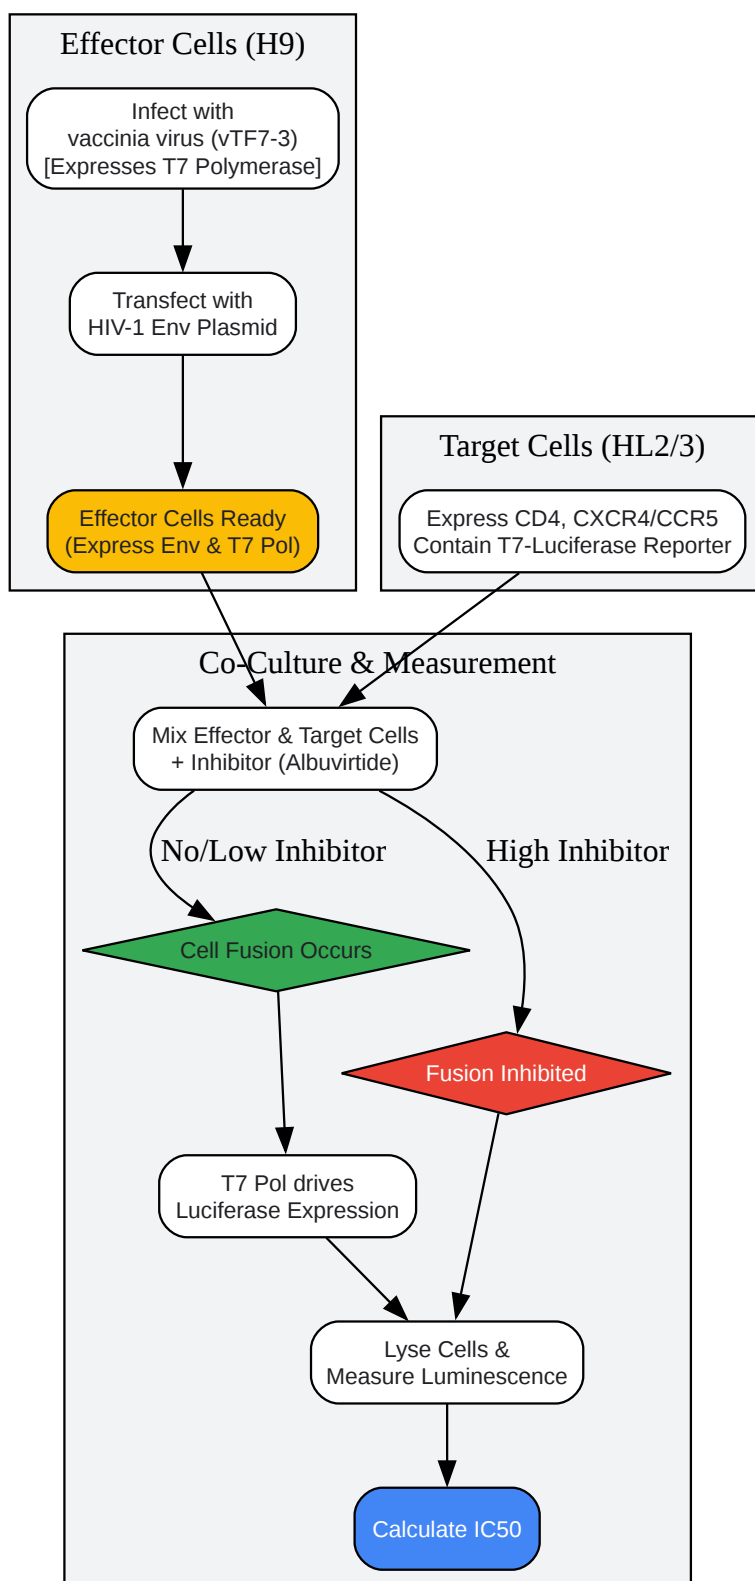 Effector Cells (H9)
Infect with
vaccinia virus (vTF7-3)
[Expresses T7 Polymerase]
Transfect with
HIV-1 Env Plasmid
Effector Cells Ready
(Express Env & T7 Pol)
Target Cells (HL2/3)
Express CD4, CXCR4/CCR5
Contain T7-Luciferase Reporter
Co-Culture & Measurement
Mix Effector & Target Cells
+ Inhibitor (Albuvirtide)
No/Low Inhibitor
High Inhibitor
Cell Fusion Occurs
Fusion Inhibited
T7 Pol drives
Luciferase Expression
Lyse Cells &
Measure Luminescence
Calculate IC50